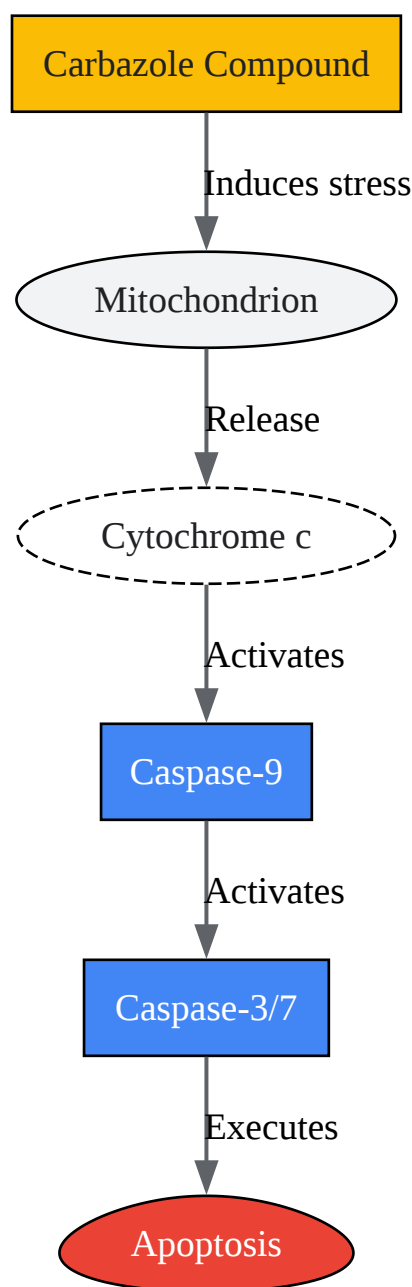 Carbazole Compound
Induces stress
Mitochondrion
Release
Cytochrome c
Activates
Caspase-9
Activates
Caspase-3/7
Executes
Apoptosis